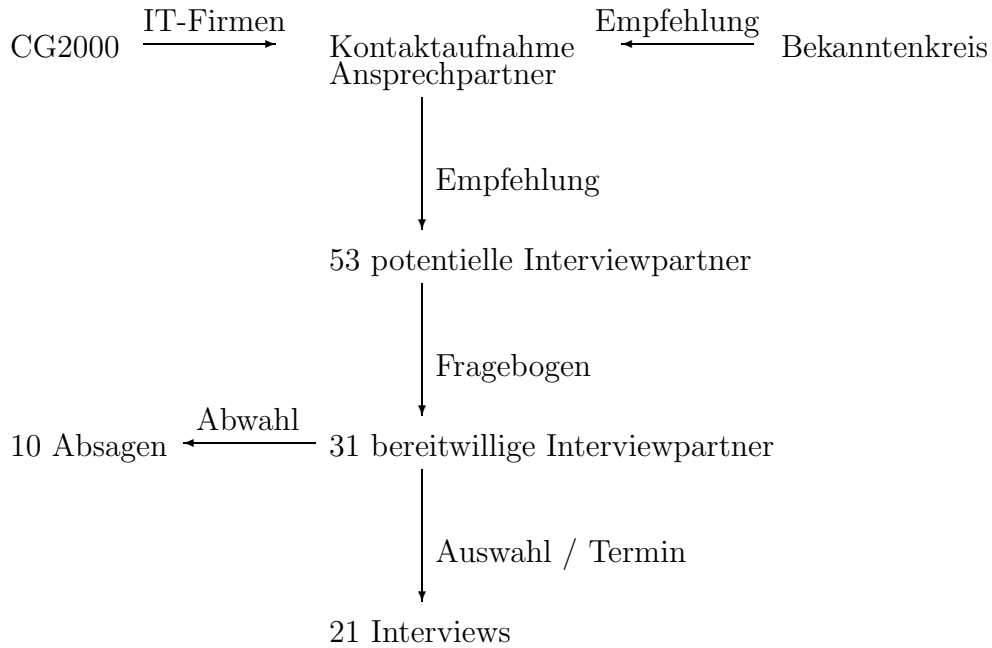 IT-Firmen
Empfehlung
CG2000
Kontaktaufnahme
Bekanntenkreis
Ansprechpartner
Empfehlung
53 potentielle Interviewpartner
Fragebogen
Abwahl
10 Absagen
31 bereitwillige Interviewpartner
Auswahl / Termin
21 Interviews